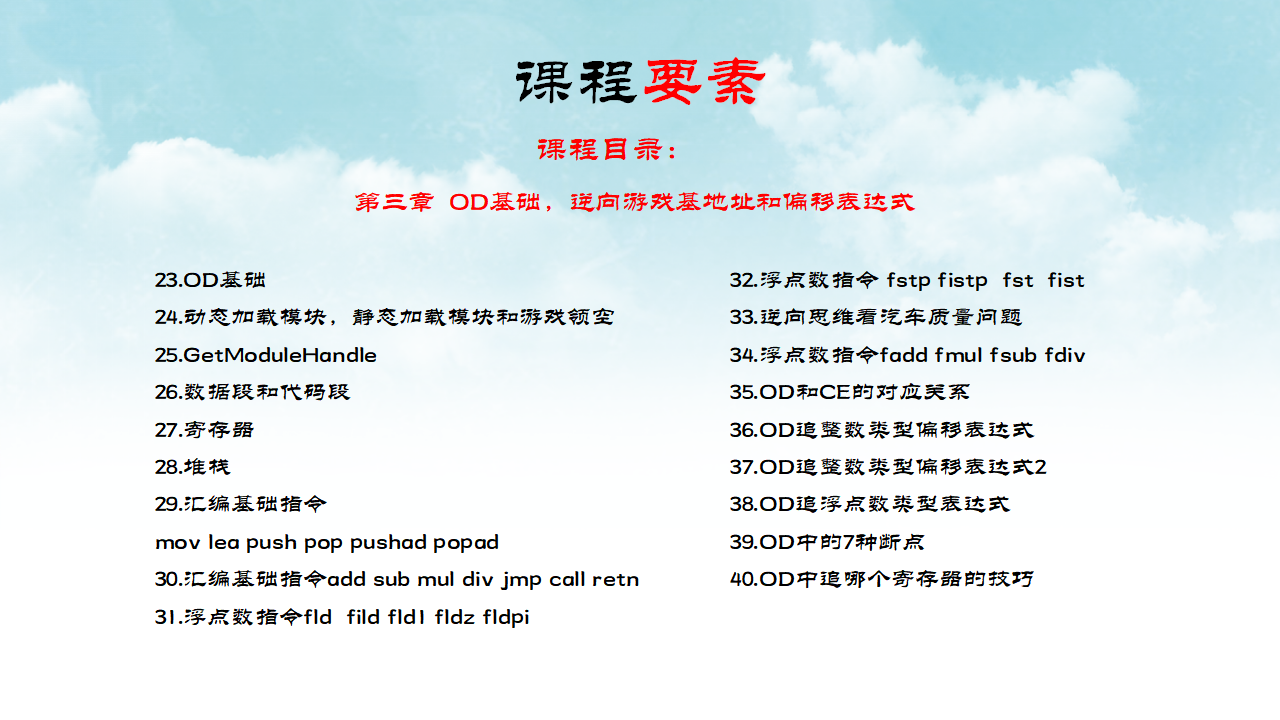 课程要素
课程目录：
第三章 OD基础，逆向游戏基地址和偏移表达式
23.OD基础
24.动态加载模块，静态加载模块和游戏领空
25.GetModuleHandle
26.数据段和代码段
27.寄存器
28.堆栈
29.汇编基础指令
mov lea push pop pushad popad
30.汇编基础指令add sub mul div jmp call retn
31.浮点数指令fld fild fld1 fldz fldpi
32.浮点数指令 fstp fistp fst fist
33.逆向思维看汽车质量问题
34.浮点数指令fadd fmul fsub fdiv
35.OD和CE的对应关系
36.OD追整数类型偏移表达式
37.OD追整数类型偏移表达式2
38.OD追浮点数类型表达式
39.OD中的7种断点
40.OD中追哪个寄存器的技巧